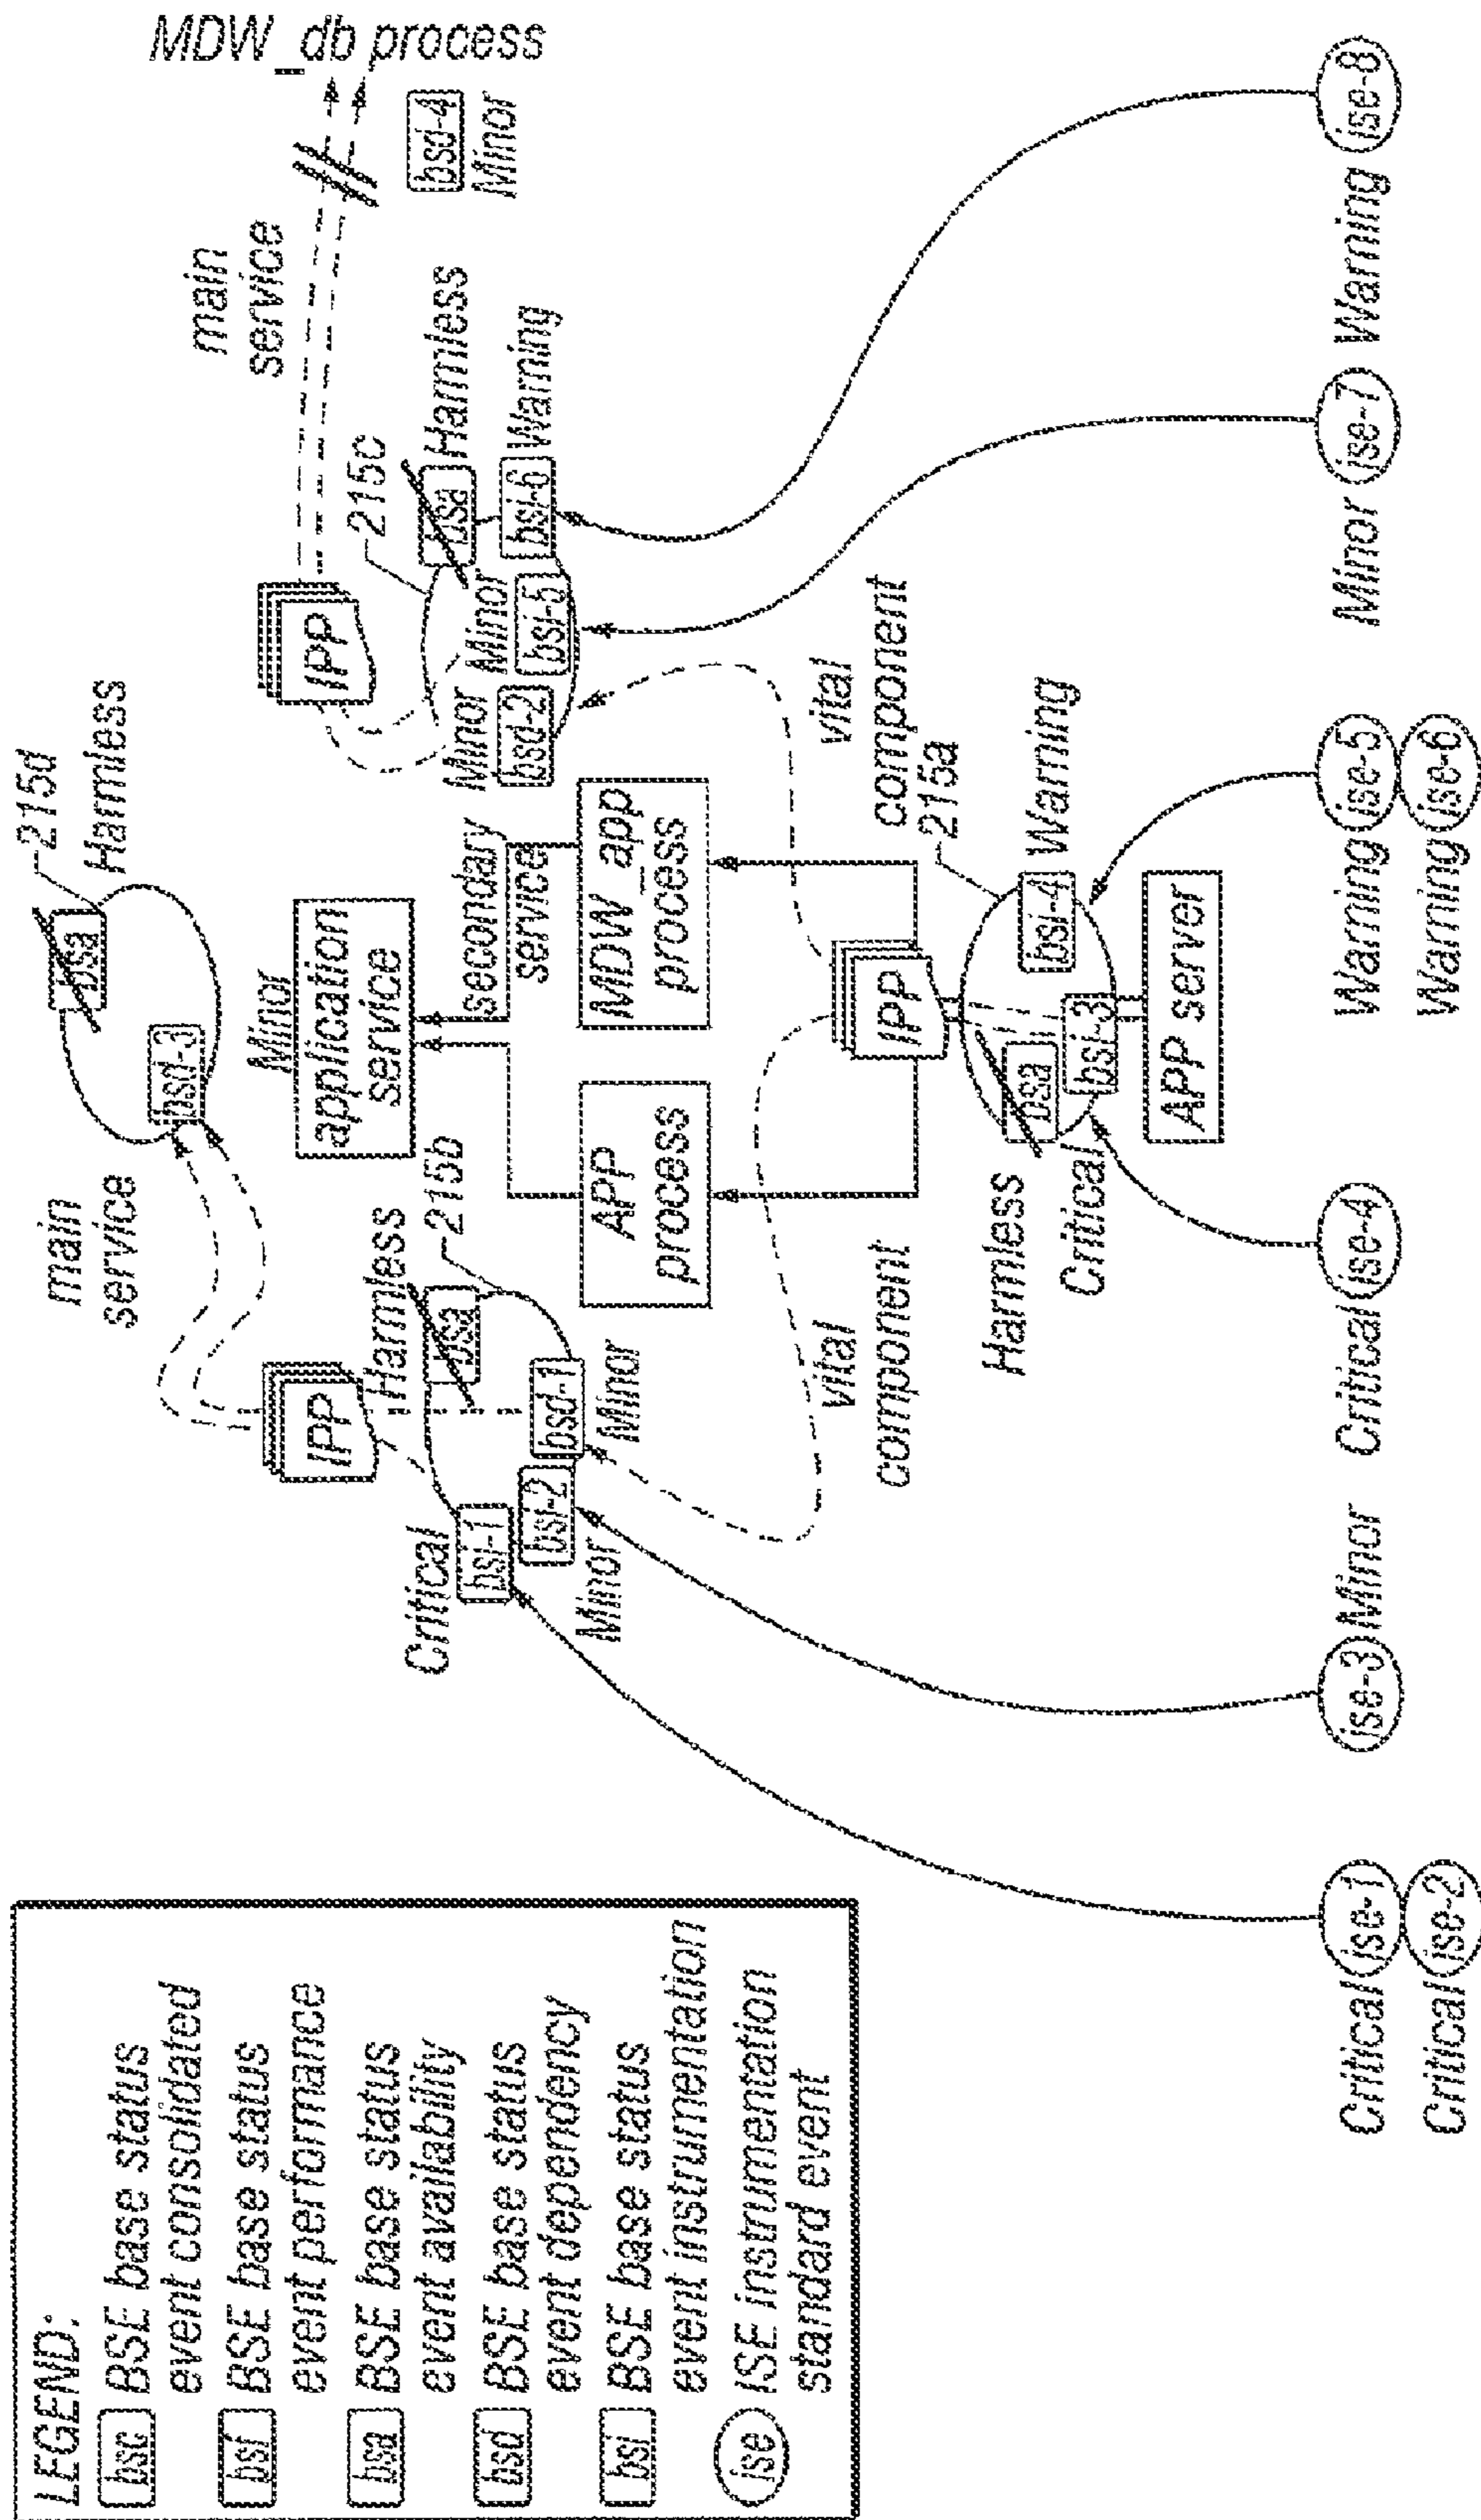 LEGEND:
bsc BSE base status
event consolidated
bsf BSE base status
event performance
bsa BSE base status
event availability
bsd BSE base status
event dependency
bsi BSE base status
event instrumentation
ise ISE instrumentation
standard event
main
service
215d
Harmless
bsa
bsd-3
MDW_db process
main
service
bsd-4
Minor
IPP
Harmless
bsa
215b
Critical
bsi-1
bsi-2
Minor
bsd-1
Minor
Minor
application
service
secondary
service
APP
process
MDW_app
process
IPP
215c
Harmless
bsa
bsi-6
Warning
Minor
bsi-5
Minor
bsd-2
vital
component
vital
component
215a
IPP
Harmless
bsa
Critical
bsi-3
bsi-4
Warning
APP server
Critical ise-1
Critical ise-2
ise-3 Minor
Critical ise-4
Warning ise-5
Warning ise-6
Minor ise-7
Warning ise-8